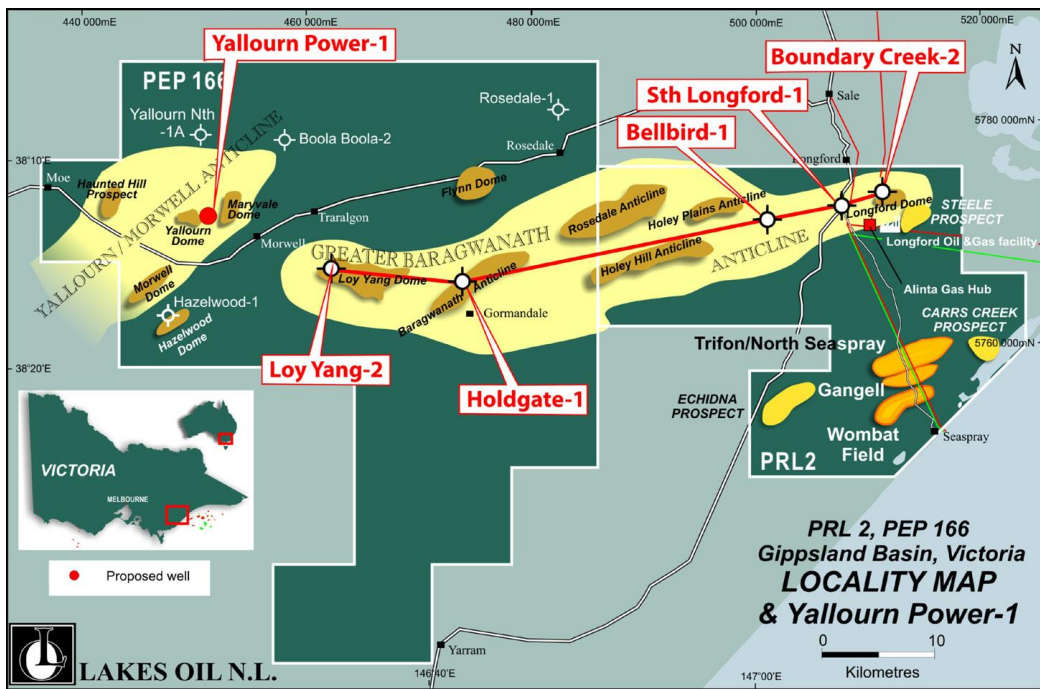 440 000mE
460 000mE
480 000mE
500 000mE
520 000mE
Yallourn Power-1
Boundary Creek-2
N
PEP 166
Sth Longford-1
Rosedale-1
Sale
Yallourn Nth
-1A
Boola Boola-2
Bellbird-1
5780 000mN
38°10'
Rosedale
Longford
Moe
Haunted Hill
Prospect
YALLOURN / MORWELL ANTICLINE
Flynn Dome
Maryvale
Dome
Yallourn
Dome
Traralgon
Rosedale Anticline
Holey Plains Anticline
Longford Dome
STEELE
PROSPECT
Morwell
GREATER BARAGWANATH
ANTICLINE
Longford Oil &Gas facility
Holey Hill Anticline
Morwell
Dome
Loy Yang Dome
Baragwanath Anticline
Alinta Gas Hub
Hazelwood-1
Gormandale
CARRS CREEK
PROSPECT
Hazelwood
Dome
Trifon/North Seaspray
5760 000mN
38°20'
Loy Yang-2
Holdgate-1
Gangell
ECHIDNA
PROSPECT
Wombat
Field
Seaspray
PRL2
VICTORIA
MELBOURNE
Proposed well
PRL 2, PEP 166
Gippsland Basin, Victoria
LOCALITY MAP
& Yallourn Power-1
0
10
Kilometres
Yarram
LAKES OIL N.L.
146°40'E
147°00'E